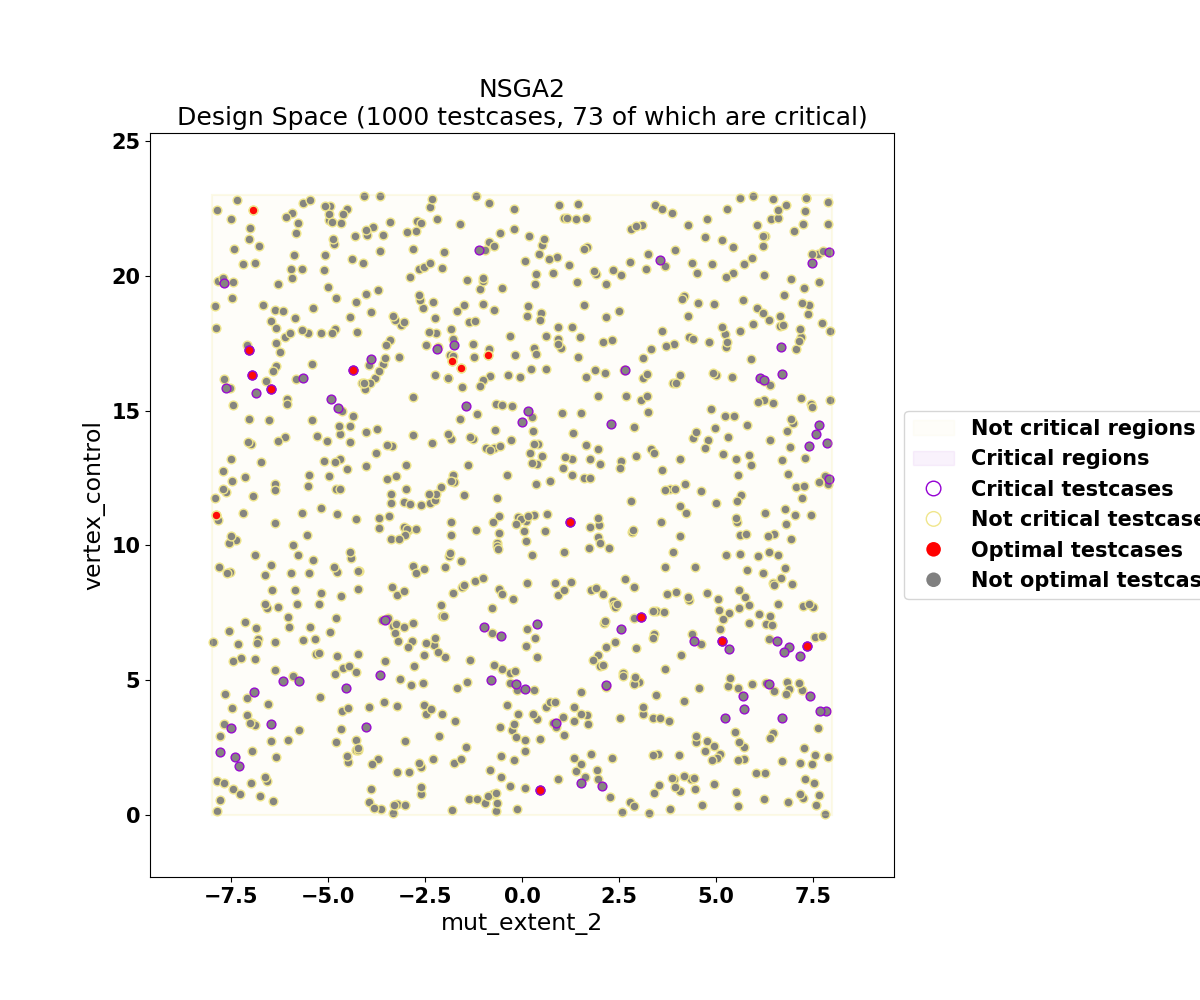 NSGA2
Design Space (1000 testcases, 73 of which are critical)
25
20
15
10
5
0
vertex_control
−7.5 −5.0 −2.5 0.0 2.5 5.0 7.5
mut_extent_2
Not critical regions
Critical regions
Critical testcases
Not critical testcase
Optimal testcases
Not optimal testcas